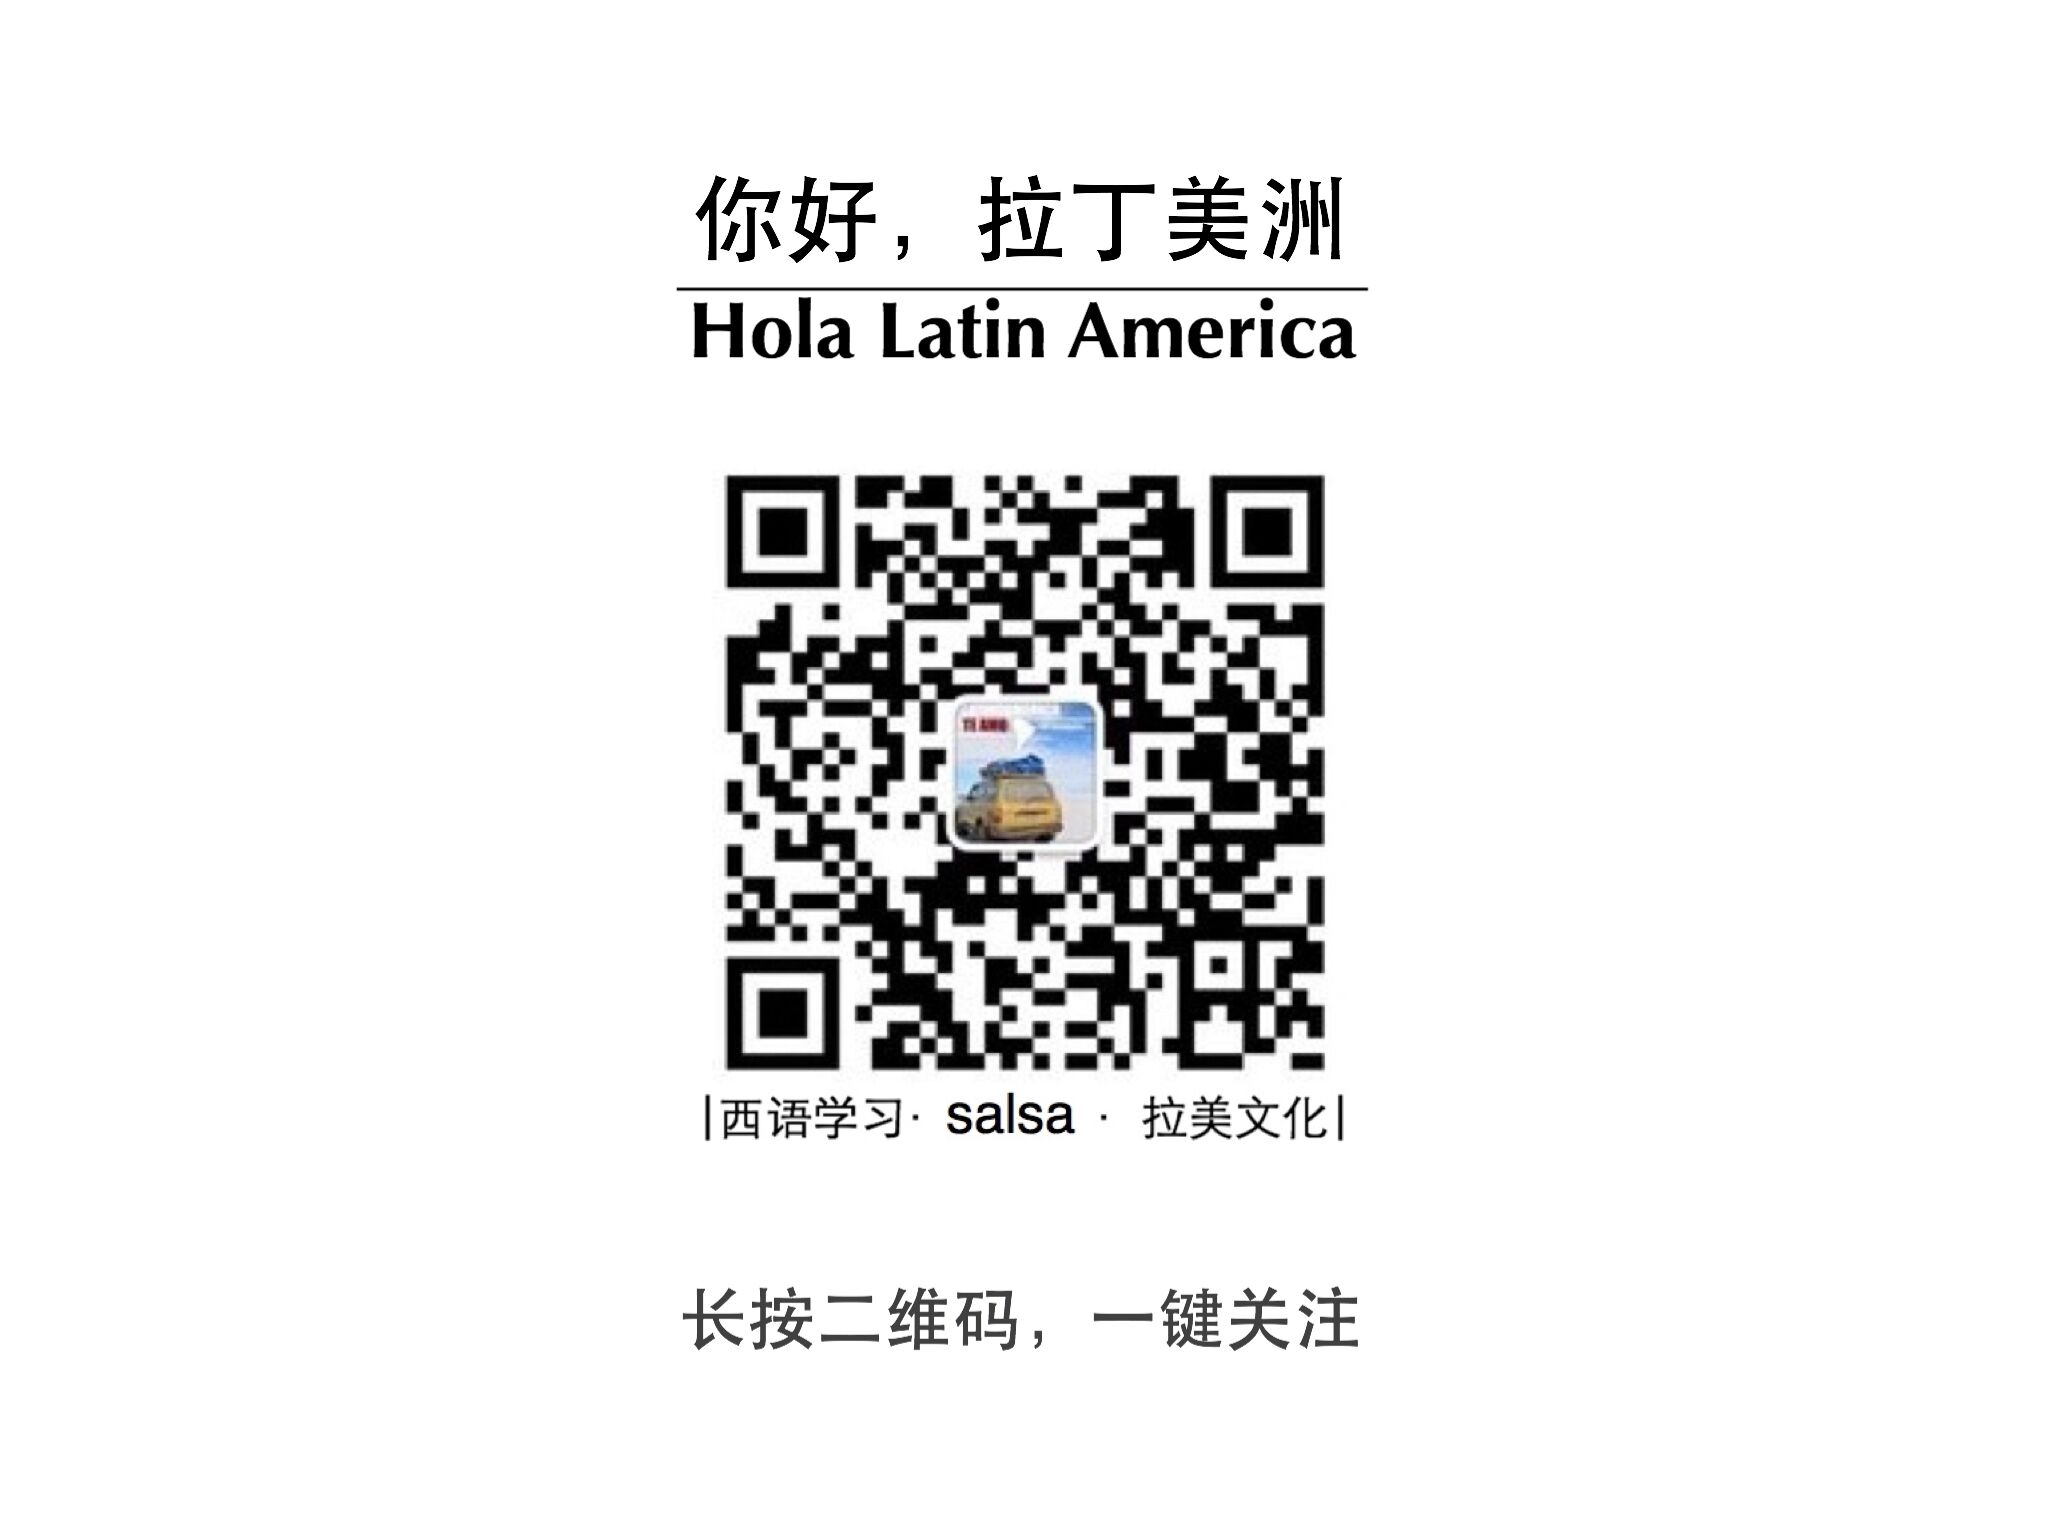 你好，拉丁美洲
Hola Latin America
TE AMO
|西语学习· salsa · 拉美文化|
长按二维码，一键关注